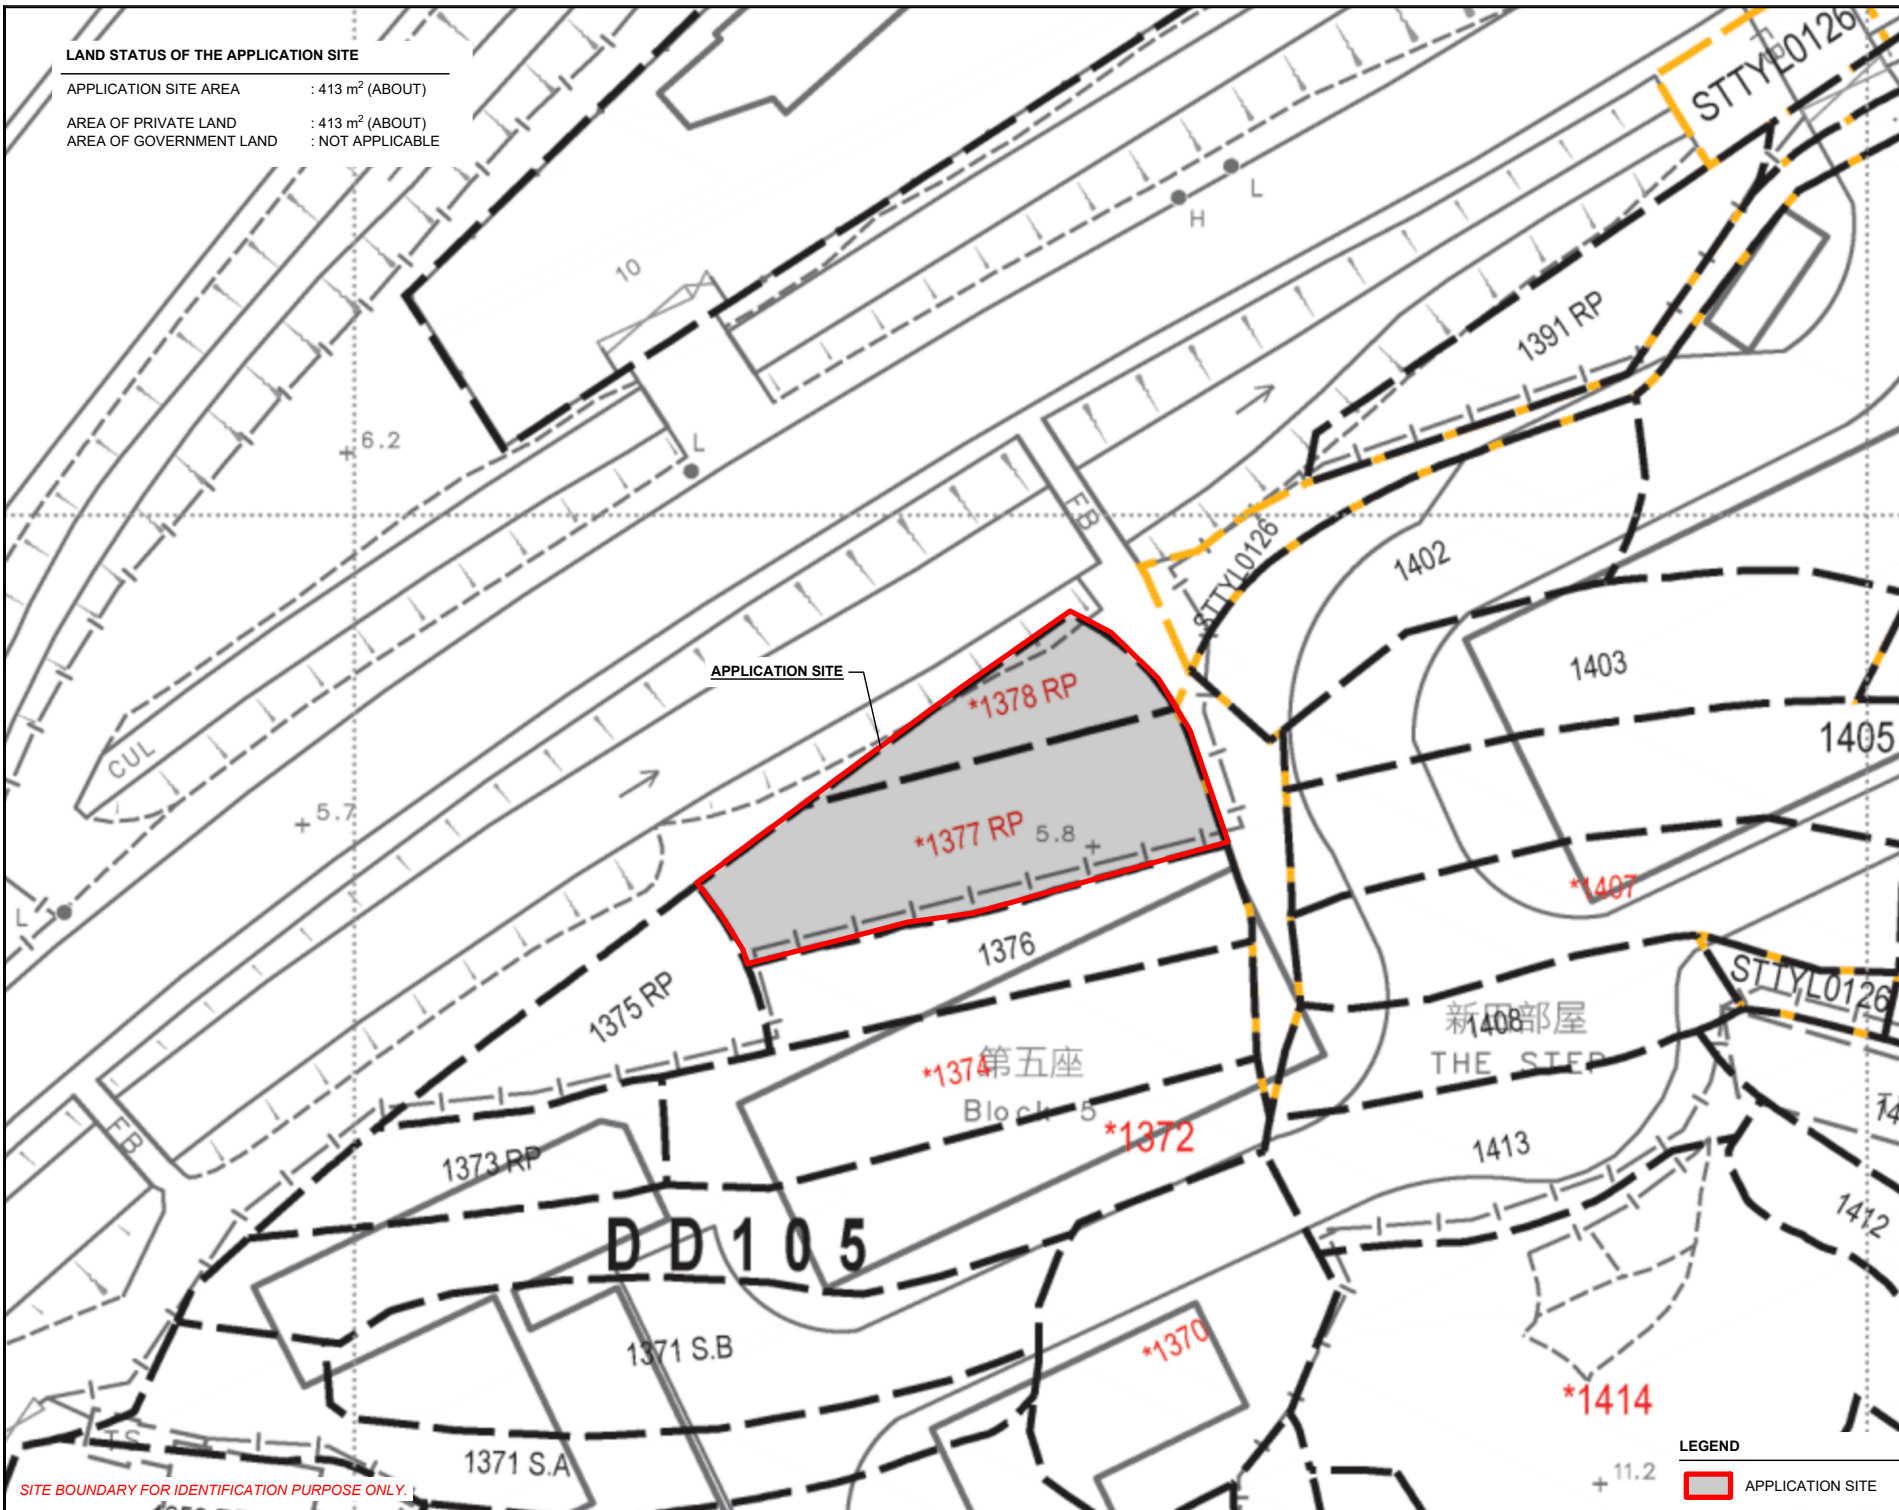 LAND STATUS OF THE APPLICATION SITE
APPLICATION SITE AREA : 413 m² (ABOUT)
AREA OF PRIVATE LAND : 413 m² (ABOUT)
AREA OF GOVERNMENT LAND : NOT APPLICABLE
STTYL0126
L
H
10
1391 RP
6.2
L
FB
STTYL0126
1402
1403
APPLICATION SITE
*1378 RP
1405
CUL
5.7
*1377 RP
5.8
*1407
L
1376
STTYL0126
1375 RP
1408
THE STEP
*1374
第五座
Block 5
*1372
FB
1413
1373 RP
1412
DD105
*1370
1371 S.B
*1414
TS
1371 S.A
11.2
LEGEND
APPLICATION SITE
SITE BOUNDARY FOR IDENTIFICATION PURPOSE ONLY.